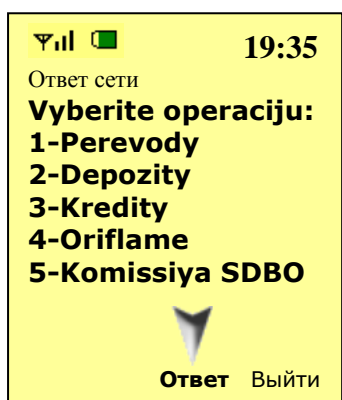 19:35
Ответ сети
Vyberite operaciju:
1-Perevody
2-Depozity
3-Kredity
4-Oriflame
5-Komissiya SDBO
Ответ Выйти